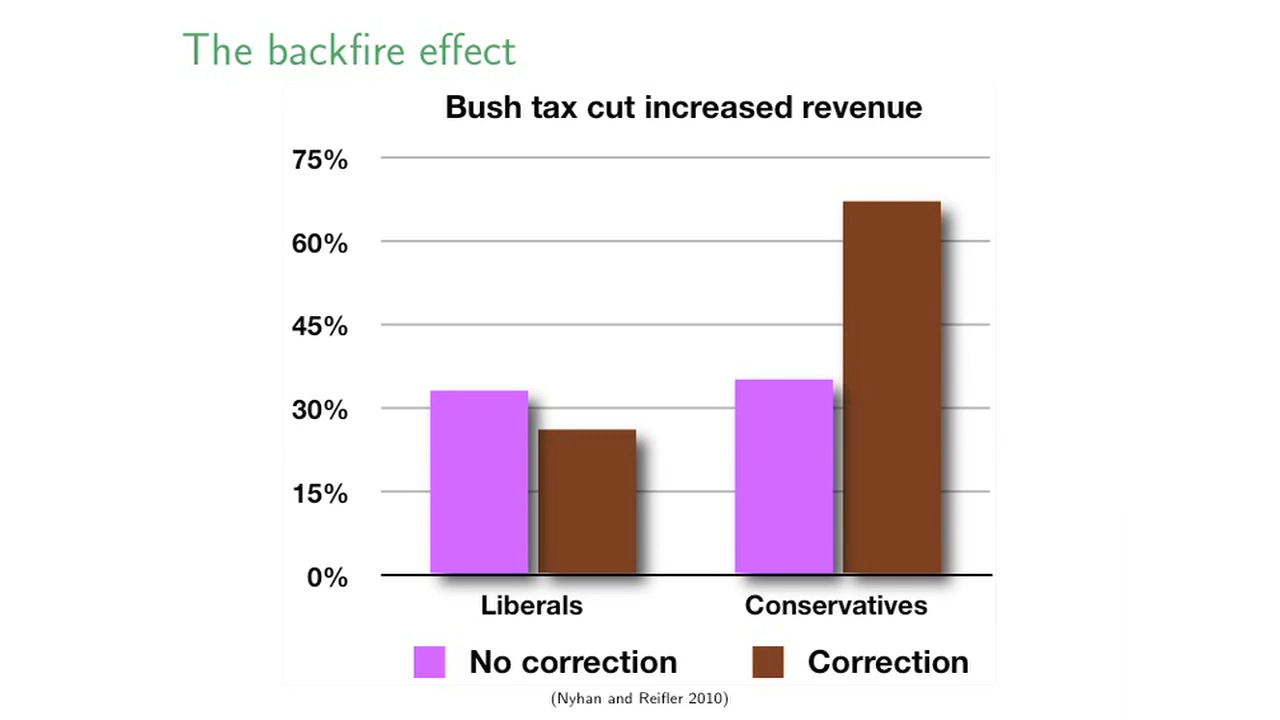 The backfire effect
Bush tax cut increased revenue
75%
60%
45%
30%
15%
0%
Liberals Conservatives
No correction Correction
(Nyhan and Reifler 2010)